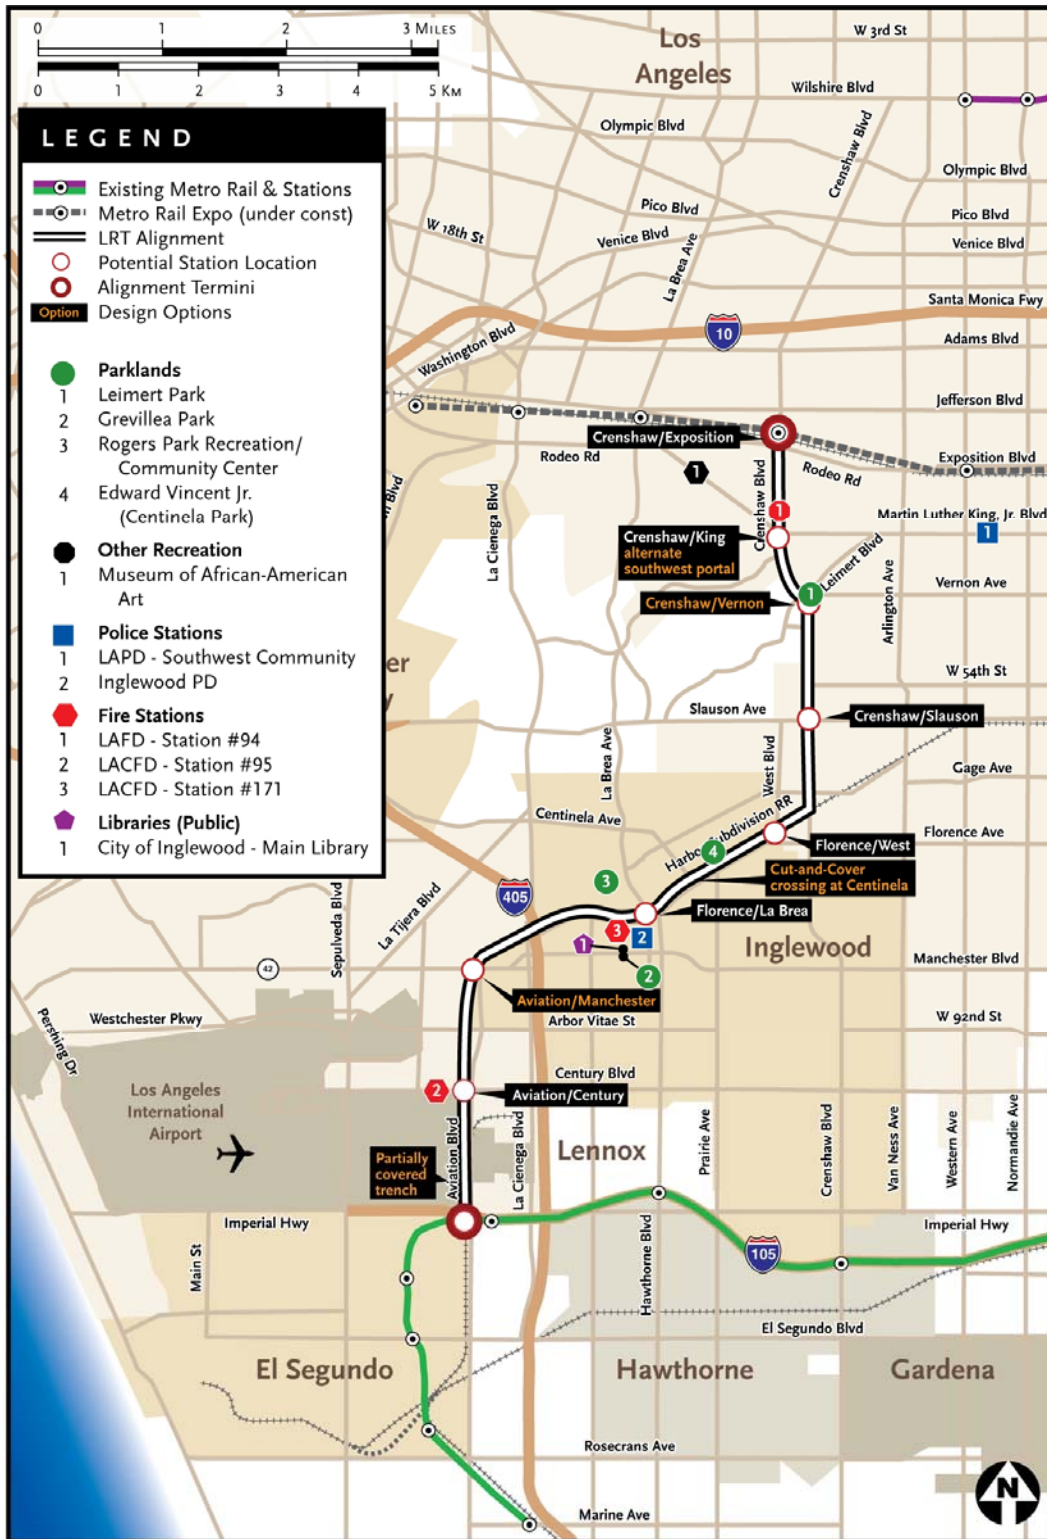 0 1 2 3 MILES
0 1 2 3 4 5 KM
LEGEND
Existing Metro Rail & Stations
Metro Rail Expo (under const)
LRT Alignment
Potential Station Location
Alignment Termini
Option Design Options
Parklands
1 Leimert Park
2 Grevillea Park
3 Rogers Park Recreation/
Community Center
4 Edward Vincent Jr.
(Centinela Park)
Other Recreation
1 Museum of African-American
Art
Police Stations
1 LAPD - Southwest Community
2 Inglewood PD
Fire Stations
1 LAFD - Station #94
2 LACFD - Station #95
3 LACFD - Station #171
Libraries (Public)
1 City of Inglewood - Main Library
Los
Angeles
W 3rd St
Wilshire Blvd
Olympic Blvd
Crenshaw Blvd
Olympic Blvd
Pico Blvd
Pico Blvd
W 18th St
Venice Blvd
Venice Blvd
La Brea Ave
Santa Monica Fwy
10
Washington Blvd
Adams Blvd
Jefferson Blvd
Crenshaw/Exposition
Rodeo Rd
Exposition Blvd
1
Rodeo Rd
Crenshaw Blvd
La Cienega Blvd
Blvd
1
Martin Luther King, Jr. Blvd
1
Crenshaw/King
alternate
southwest portal
Leimert Blvd
Arlington Ave
Vernon Ave
1
Crenshaw/Vernon
er
y
W 54th St
Slauson Ave
Crenshaw/Slauson
La Brea Ave
West Blvd
Gage Ave
Centinela Ave
Harbor Subdivision RR
Florence Ave
Florence/West
4
Cut-and-Cover
crossing at Centinela
3
405
Florence/La Brea
Sepulveda Blvd
La Tijera Blvd
3
2
1
Inglewood
Manchester Blvd
42
2
Aviation/Manchester
Pershing Dr
Westchester Pkwy
Arbor Vitae St
W 92nd St
Century Blvd
2
Aviation/Century
Los Angeles
International
Airport
Lennox
Aviation Blvd
La Cienega Blvd
Prairie Ave
Crenshaw Blvd
Van Ness Ave
Western Ave
Normandie Ave
Partially
covered
trench
Imperial Hwy
Imperial Hwy
Main St
Hawthorne Blvd
105
El Segundo Blvd
El Segundo
Hawthorne
Gardena
Rosecrans Ave
Marine Ave
N